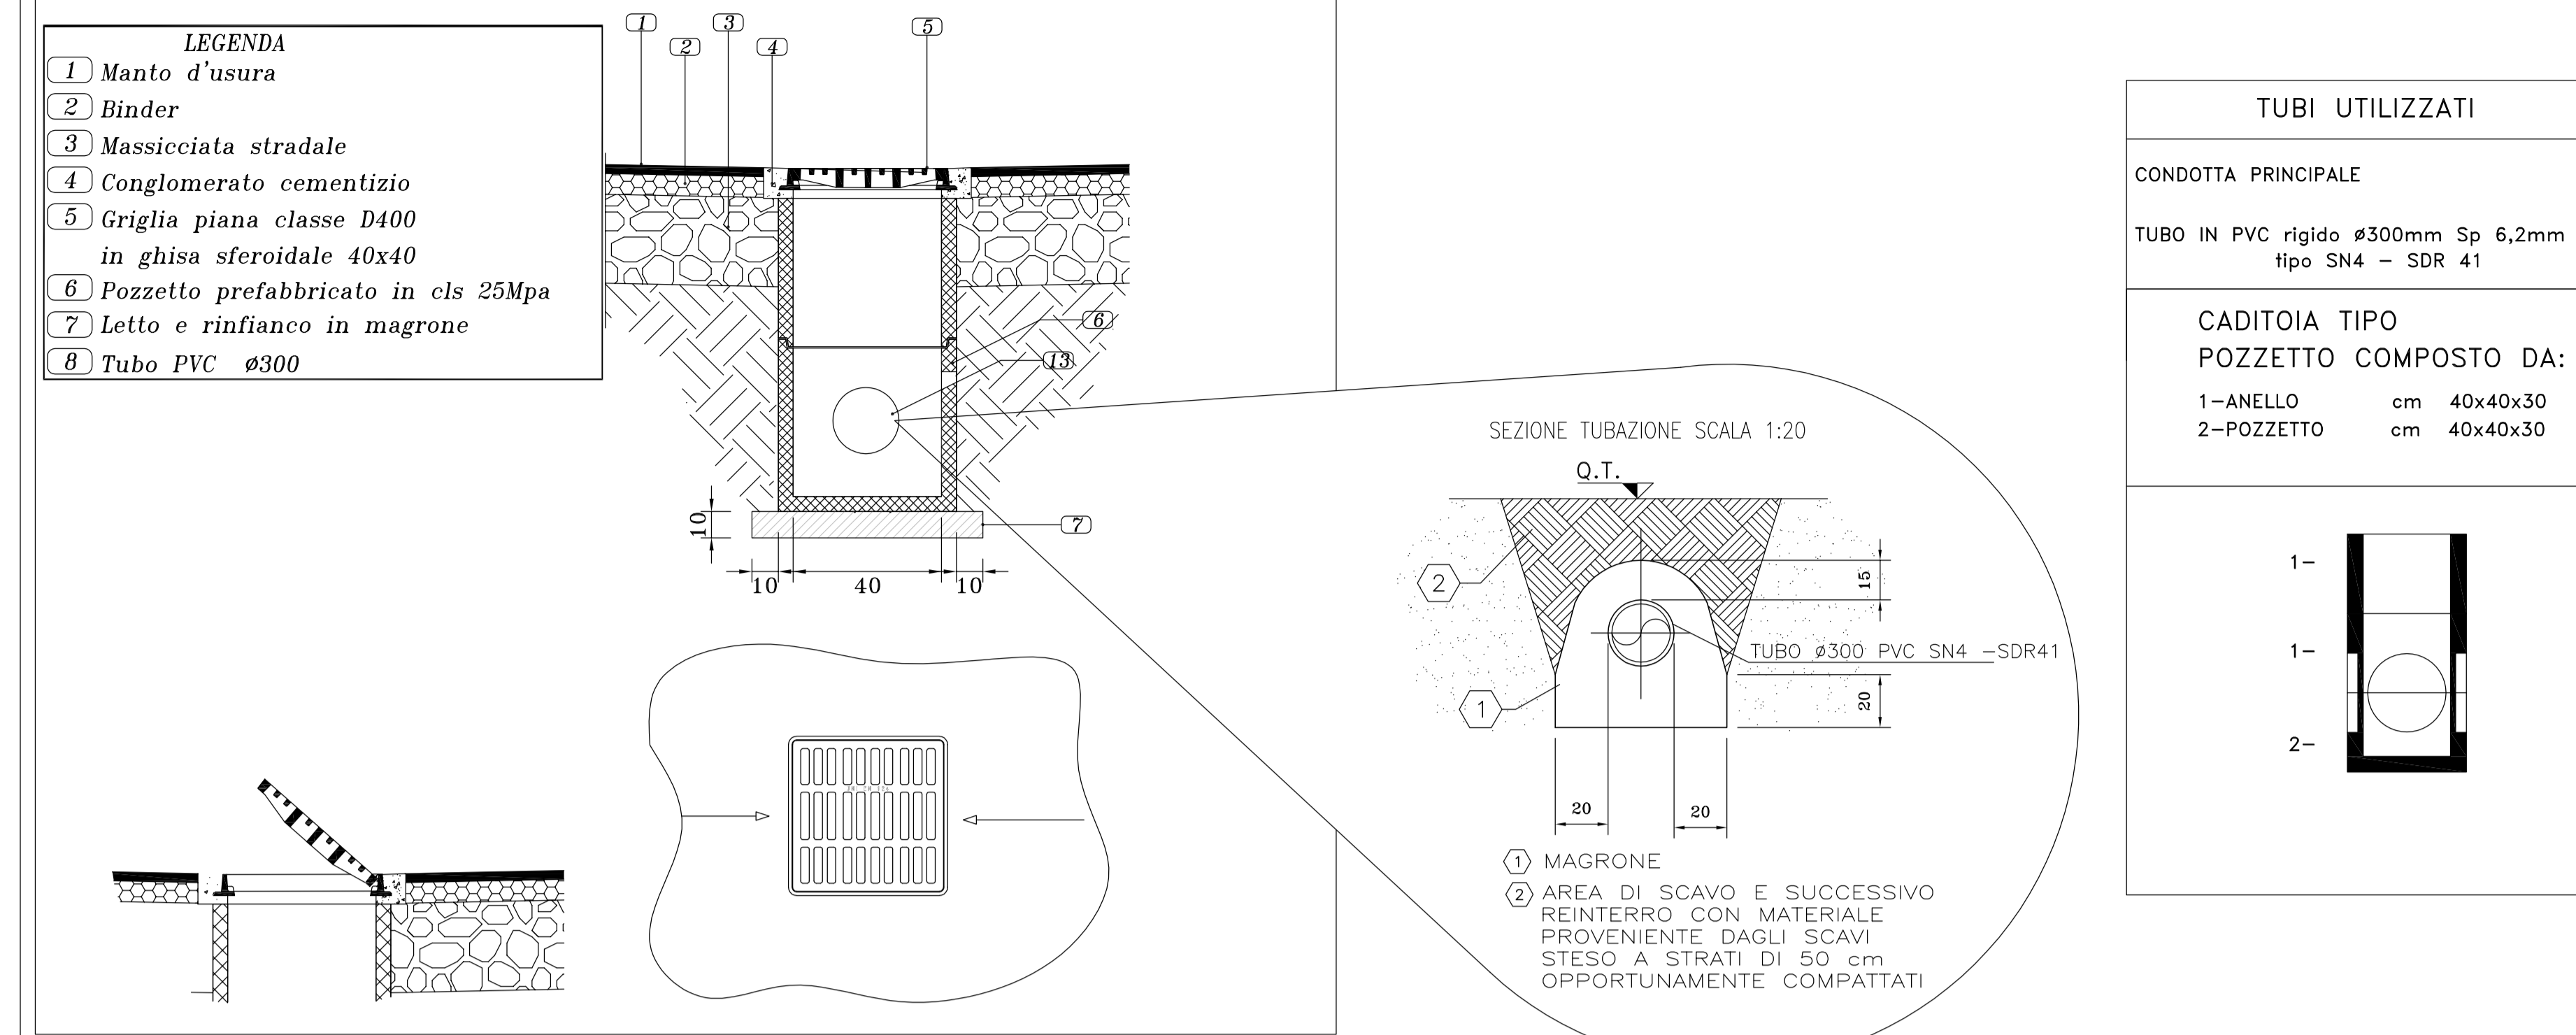 LEGENDA
1 Manto d'usura
2 Binder
3 Massicciata stradale
4 Conglomerato cementizio
5 Griglia piana classe D400
in ghisa sferoidale 40x40
6 Pozzetto prefabbricato in cls 25Mpa
7 Letto e rinfianco in magrone
8 Tubo PVC ø300
1
2
3
4
5
6
13
7
10
10
40
10
SEZIONE TUBAZIONE SCALA 1:20
Q.T.
2
15
TUBO ø300 PVC SN4 -SDR41
1
20
20
20
1 MAGRONE
2 AREA DI SCAVO E SUCCESSIVO
REINTERRO CON MATERIALE
PROVENIENTE DAGLI SCAVI
STESO A STRATI DI 50 cm
OPPORTUNAMENTE COMPATTATI
TUBI UTILIZZATI
CONDOTTA PRINCIPALE
TUBO IN PVC rigido ø300mm Sp 6,2mm
tipo SN4 - SDR 41
CADITOIA TIPO
POZZETTO COMPOSTO DA:
1-ANELLO cm 40x40x30
2-POZZETTO cm 40x40x30
1-
1-
2-